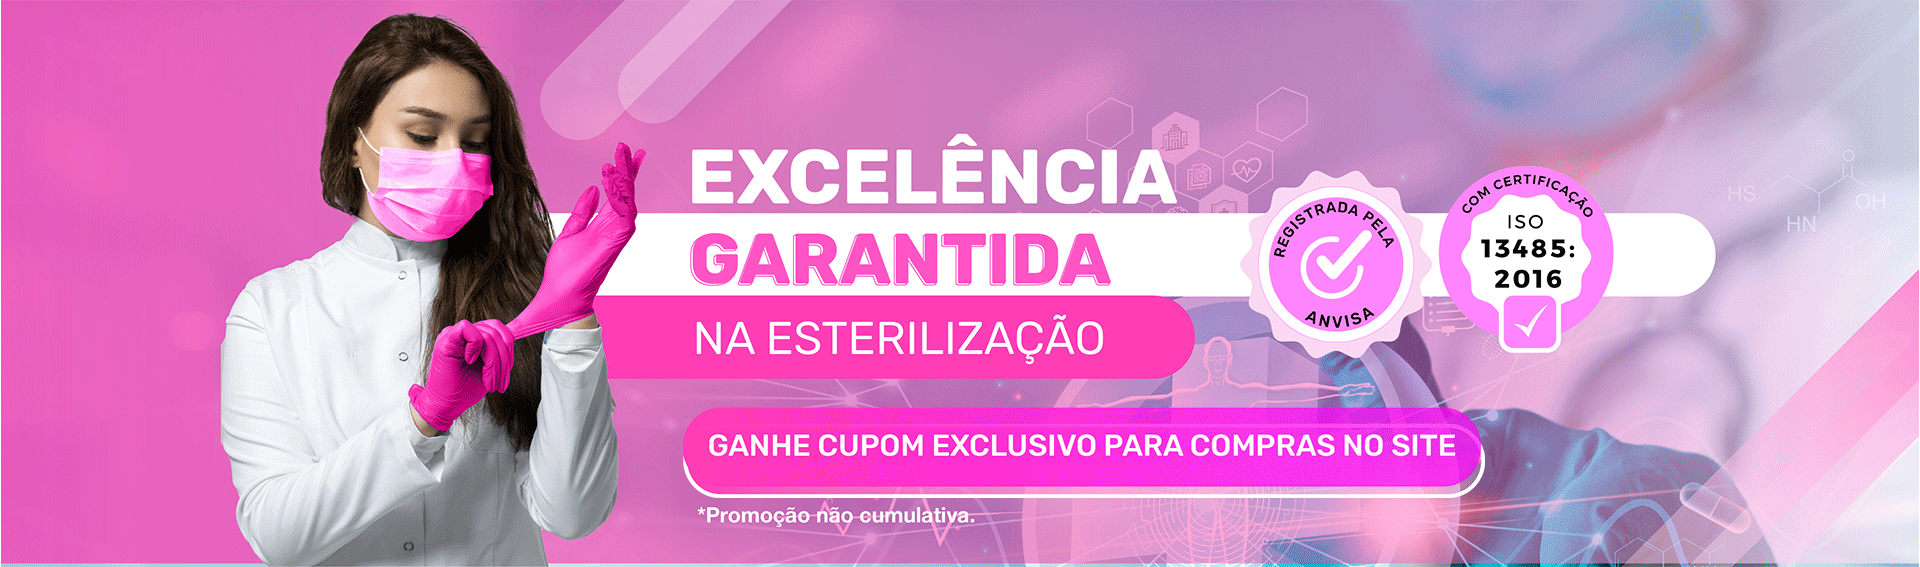 EXCELÊNCIA
GARANTIDA
NA ESTERILIZAÇÃO
REGISTRADA PELA
ANVISA
COM CERTIFICAÇÃO
ISO
13485:
2016
HS
HN
OH
GANHE CUPOM EXCLUSIVO PARA COMPRAS NO SITE
*Promoção não cumulativa.